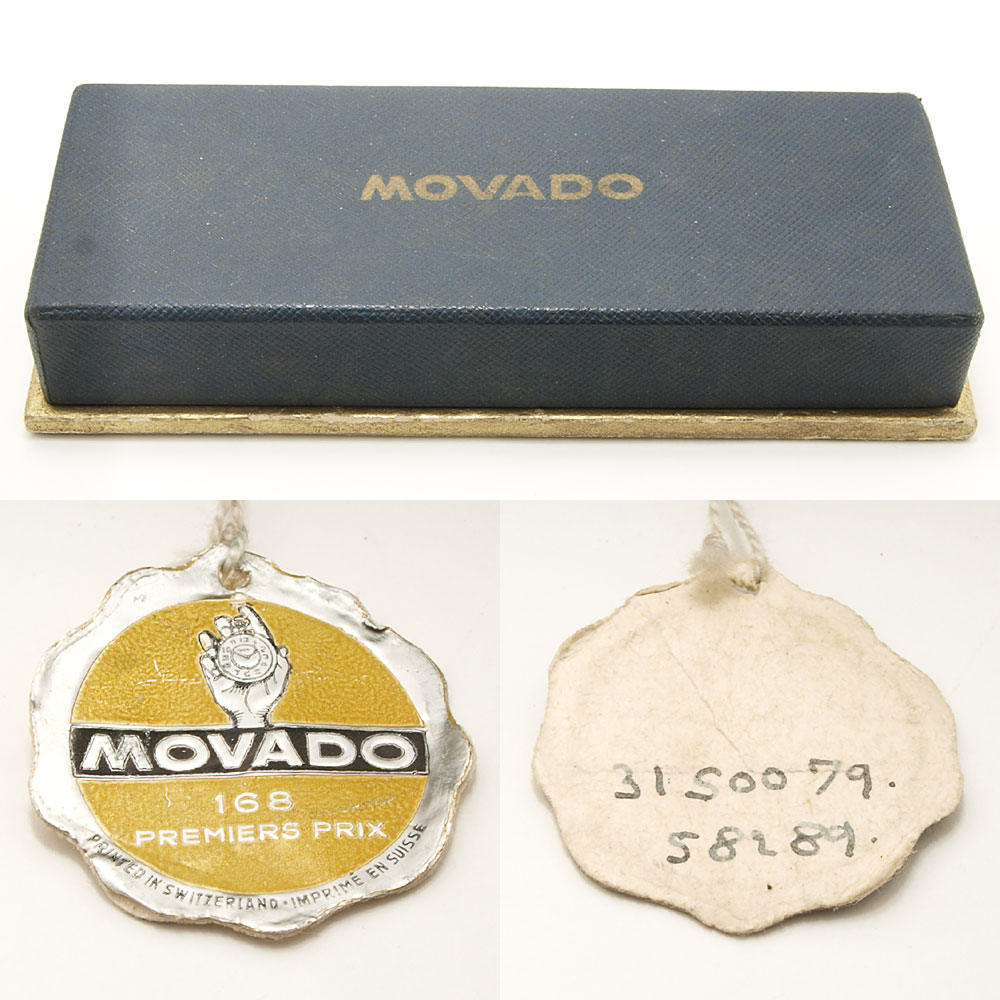 MOVADO
MOVADO
168
PREMIERS PRIX
PRINTED IN SWITZERLAND · IMPRIMÉ EN SUISSE
3150079.
58289.